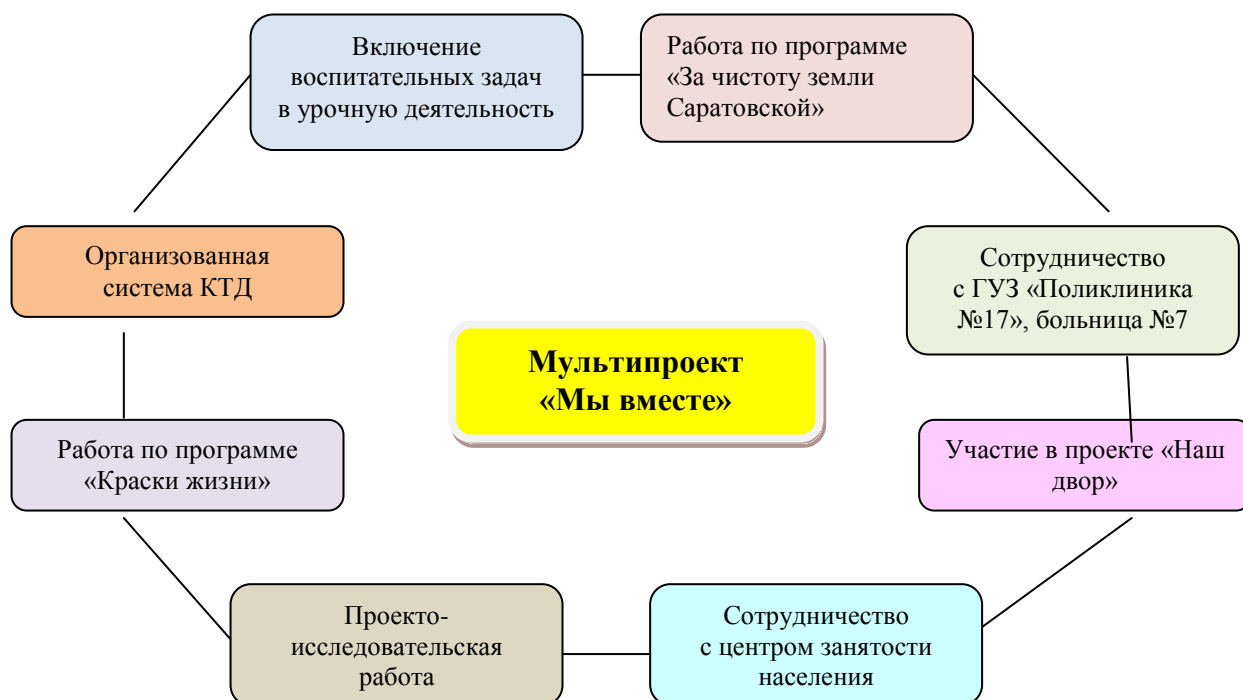 Включение
воспитательных задач
в урочную деятельность
Работа по программе
«За чистоту земли
Саратовской»
Организованная
система КТД
Сотрудничество
с ГУЗ «Поликлиника
№17», больница №7
Мультипроект
«Мы вместе»
Работа по программе
«Краски жизни»
Участие в проекте «Наш
двор»
Проекто-
исследовательская
работа
Сотрудничество
с центром занятости
населения